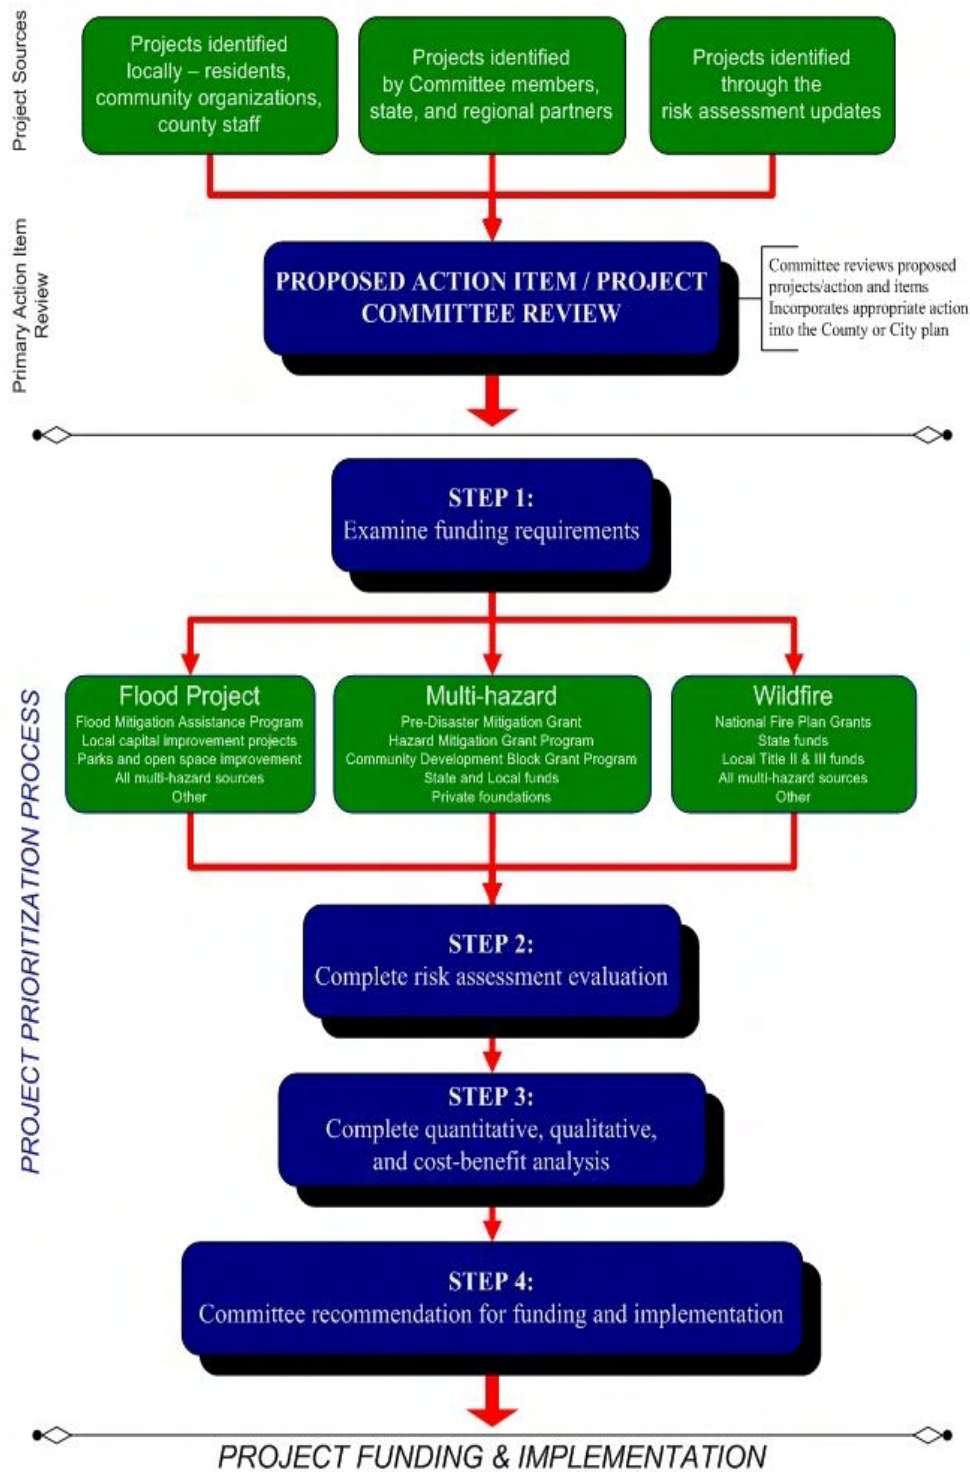 Project Sources
Projects identified
locally – residents,
community organizations,
county staff
Projects identified
by Committee members,
state, and regional partners
Projects identified
through the
risk assessment updates
Primary Action Item
Review
PROPOSED ACTION ITEM / PROJECT
COMMITTEE REVIEW
Committee reviews proposed
projects/action and items
Incorporates appropriate action
into the County or City plan
PROJECT PRIORITIZATION PROCESS
STEP 1:
Examine funding requirements
Flood Project
Flood Mitigation Assistance Program
Local capital improvement projects
Parks and open space improvement
All multi-hazard sources
Other
Multi-hazard
Pre-Disaster Mitigation Grant
Hazard Mitigation Grant Program
Community Development Block Grant Program
State and Local funds
Private foundations
Wildfire
National Fire Plan Grants
State funds
Local Title II & III funds
All multi-hazard sources
Other
STEP 2:
Complete risk assessment evaluation
STEP 3:
Complete quantitative, qualitative,
and cost-benefit analysis
STEP 4:
Committee recommendation for funding and implementation
PROJECT FUNDING & IMPLEMENTATION